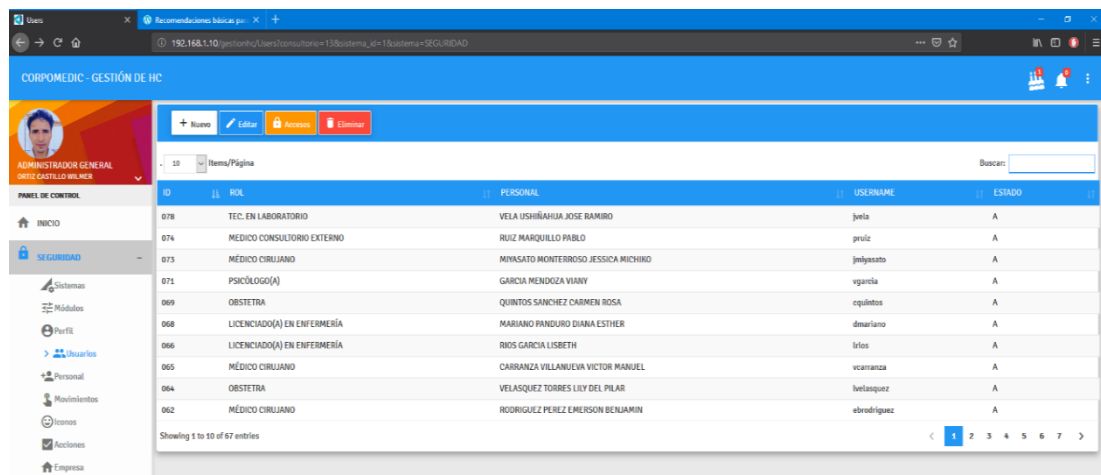 Users
Recomendaciones básicas par
192.168.1.10/gestionhc/Users?consultorio=13&sistema_id=1&sistema=SEGURIDAD
CORPOMEDIC - GESTIÓN DE HC
ADMINISTRADOR GENERAL
ORTIZ CASTILLO WILMER
PANEL DE CONTROL
INICIO
SEGURIDAD
Sistemas
Módulos
Perfil
Usuarios
Personal
Movimientos
Iconos
Acciones
Empresa
+ Nuevo Editar Accesos Eliminar
. 10 Items/Página Buscar:
ID ROL PERSONAL USERNAME ESTADO
078 TEC. EN LABORATORIO VELA USHIÑAHUA JOSE RAMIRO jvela A
074 MEDICO CONSULTORIO EXTERNO RUIZ MARQUILLO PABLO pruiz A
073 MÉDICO CIRUJANO MIYASATO MONTERROSO JESSICA MICHIKO jmiyasato A
071 PSICÓLOGO(A) GARCIA MENDOZA VIANY vgarcia A
069 OBSTETRA QUINTOS SANCHEZ CARMEN ROSA cquintos A
068 LICENCIADO(A) EN ENFERMERÍA MARIANO PANDURO DIANA ESTHER dmariano A
066 LICENCIADO(A) EN ENFERMERÍA RIOS GARCIA LISBETH lrios A
065 MÉDICO CIRUJANO CARRANZA VILLANUEVA VICTOR MANUEL vcarranza A
064 OBSTETRA VELASQUEZ TORRES LILY DEL PILAR lvelasquez A
062 MÉDICO CIRUJANO RODRIGUEZ PEREZ EMERSON BENJAMIN ebrodriguez A
Showing 1 to 10 of 67 entries < 1 2 3 4 5 6 7 >